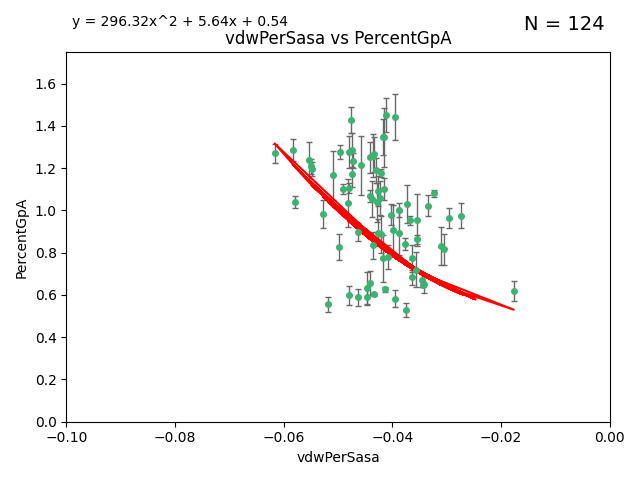 y = 296.32x^2 + 5.64x + 0.54
N = 124
vdwPerSasa vs PercentGpA
PercentGpA
1.6
1.4
1.2
1.0
0.8
0.6
0.4
0.2
0.0
−0.10 −0.08 −0.06 −0.04 −0.02 0.00
vdwPerSasa